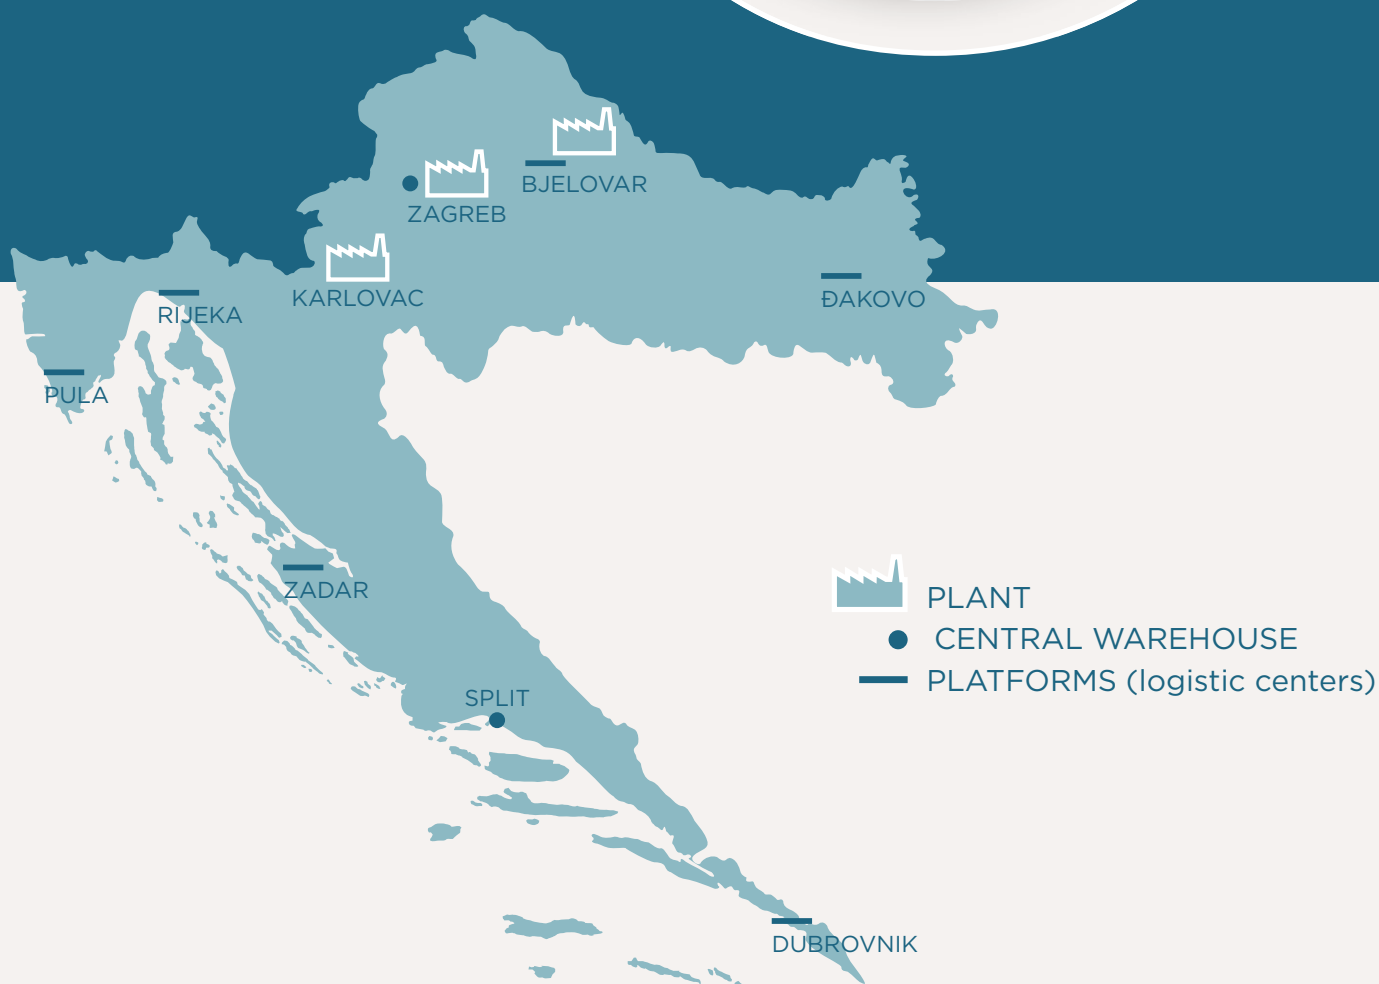 BJELOVAR
ZAGREB
KARLOVAC
ĐAKOVO
RIJEKA
PULA
ZADAR
PLANT
CENTRAL WAREHOUSE
PLATFORMS (logistic centers)
SPLIT
DUBROVNIK